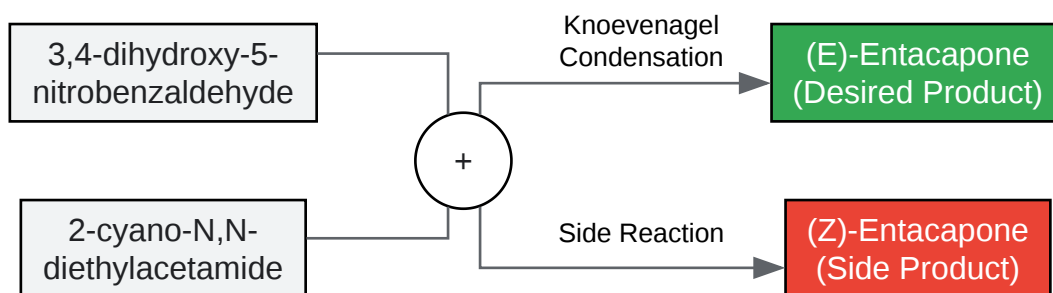 3,4-dihydroxy-5-
nitrobenzaldehyde
2-cyano-N,N-
diethylacetamide
+
Knoevenagel
Condensation
Side Reaction
(E)-Entacapone
(Desired Product)
(Z)-Entacapone
(Side Product)